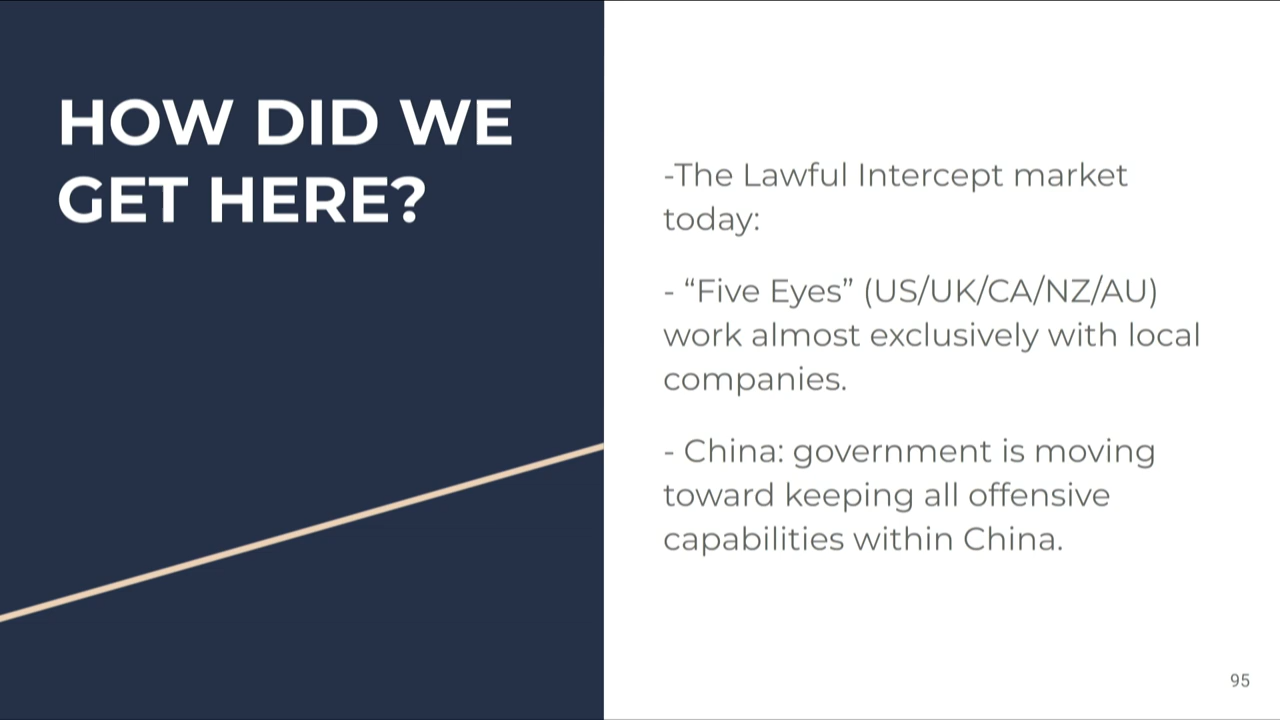 HOW DID WE
GET HERE?
-The Lawful Intercept market
today:
- “Five Eyes” (US/UK/CA/NZ/AU)
work almost exclusively with local
companies.
- China: government is moving
toward keeping all offensive
capabilities within China.
95